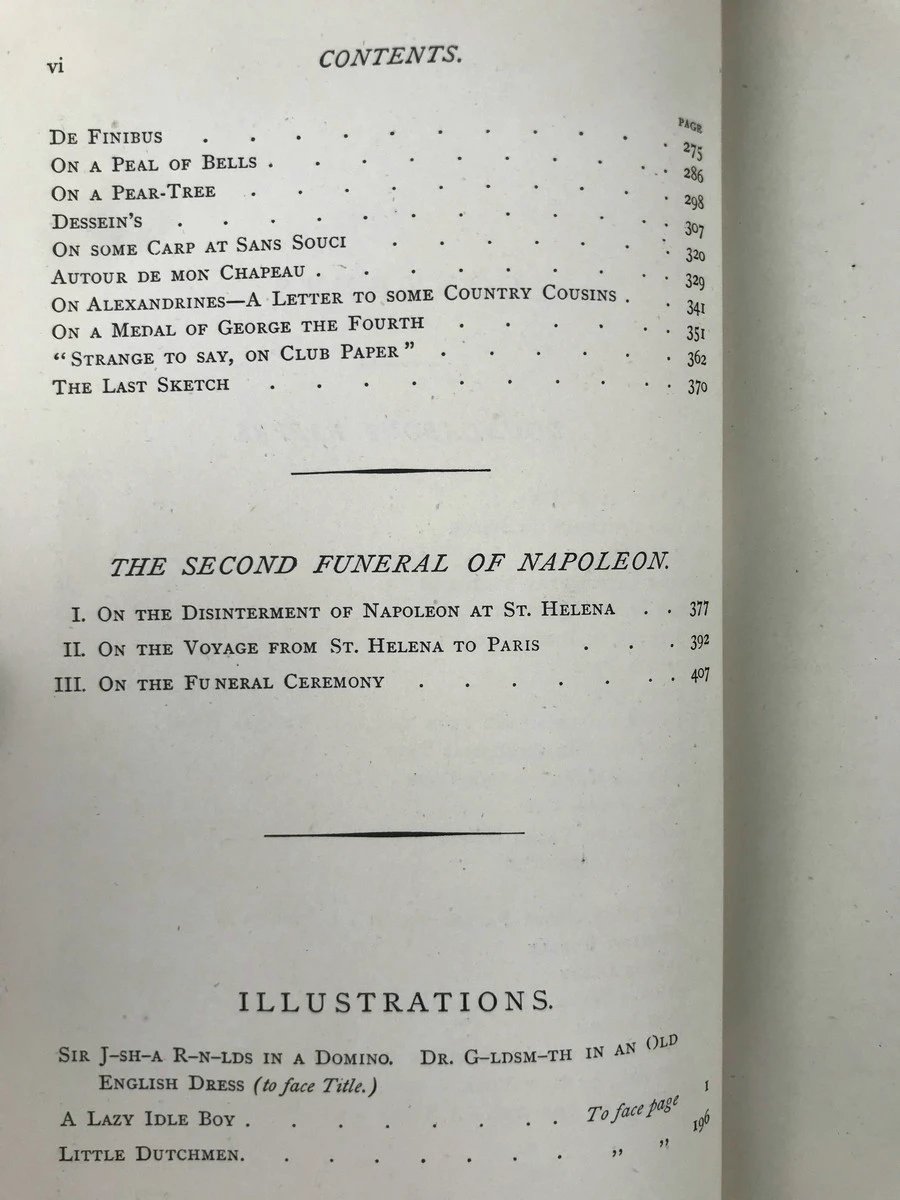 vi CONTENTS.
PAGE
DE FINIBUS . . . . . . . . . . . 275
ON A PEAL OF BELLS . . . . . . . . . . 286
ON A PEAR-TREE . . . . . . . . . . 298
DESSEIN'S . . . . . . . . . . . . 307
ON SOME CARP AT SANS SOUCI . . . . . . . 320
AUTOUR DE MON CHAPEAU . . . . . . . . . 329
ON ALEXANDRINES—A LETTER TO SOME COUNTRY COUSINS . . 341
ON A MEDAL OF GEORGE THE FOURTH . . . . . . 351
"STRANGE TO SAY, ON CLUB PAPER" . . . . . . 362
THE LAST SKETCH . . . . . . . . . . 370
THE SECOND FUNERAL OF NAPOLEON.
I. ON THE DISINTERMENT OF NAPOLEON AT ST. HELENA . . 377
II. ON THE VOYAGE FROM ST. HELENA TO PARIS . . . 392
III. ON THE FUNERAL CEREMONY . . . . . . . 407
ILLUSTRATIONS.
SIR J–SH–A R–N–LDS IN A DOMINO. DR. G–LDSM–TH IN AN OLD
ENGLISH DRESS (to face Title.)
A LAZY IDLE BOY . . . . . . . . To face page 1
LITTLE DUTCHMEN. . . . . . . . ,, ,, 196